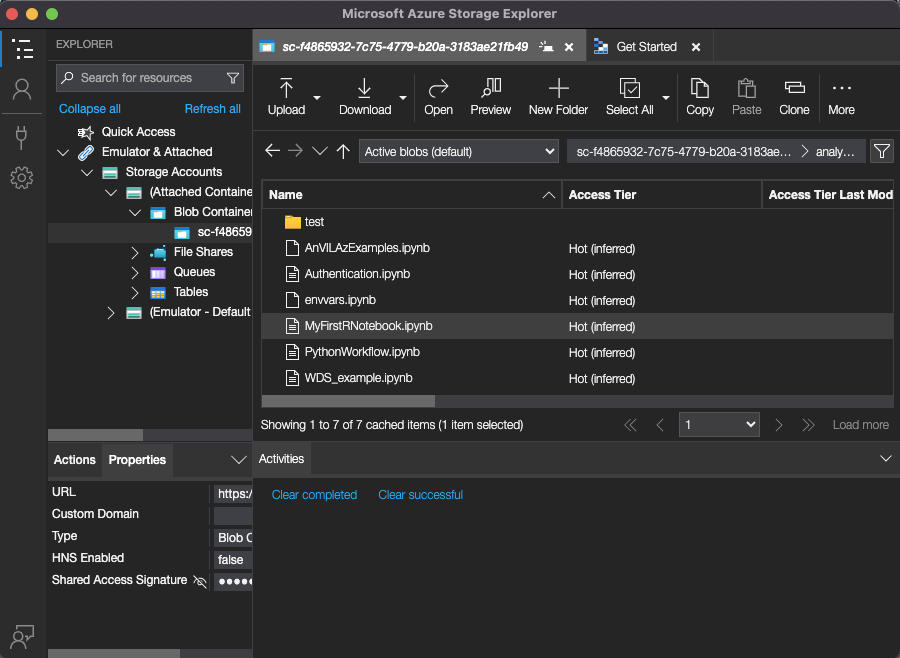 Microsoft Azure Storage Explorer
EXPLORER
Search for resources
Collapse all
Refresh all
Quick Access
Emulator & Attached
Storage Accounts
(Attached Containe
Blob Container
sc-f48659
File Shares
Queues
Tables
(Emulator - Default
sc-f4865932-7c75-4779-b20a-3183ae21fb49
Get Started
Upload
Download
Open
Preview
New Folder
Select All
Copy
Paste
Clone
More
Active blobs (default)
sc-f4865932-7c75-4779-b20a-3183ae...
analy...
Name
Access Tier
Access Tier Last Mod
test
AnVILAzExamples.ipynb Hot (inferred)
Authentication.ipynb Hot (inferred)
envvars.ipynb Hot (inferred)
MyFirstRNotebook.ipynb Hot (inferred)
PythonWorkflow.ipynb Hot (inferred)
WDS_example.ipynb Hot (inferred)
Showing 1 to 7 of 7 cached items (1 item selected)
1
Load more
Actions
Properties
URL https:/
Custom Domain
Type Blob C
HNS Enabled false
Shared Access Signature
Activities
Clear completed
Clear successful